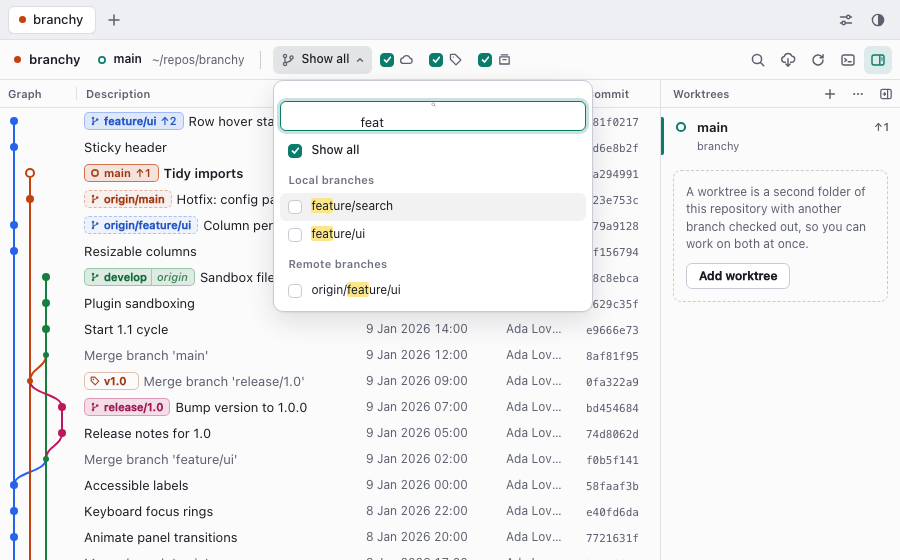 branchy
branchy main ~/repos/branchy Show all
Graph Description ommit Worktrees
feature/ui ↑2 Row hover sta 81f0217
Sticky header d6e8b2f
main ↑1 Tidy imports a294991
origin/main Hotfix: config pa 23e753c
origin/feature/ui Column per 79a9128
Resizable columns f156794
develop origin Sandbox file 8c8ebca
Plugin sandboxing 629c35f
Start 1.1 cycle 9 Jan 2026 14:00 Ada Lov... e9666e73
Merge branch 'main' 9 Jan 2026 12:00 Ada Lov... 8af81f95
v1.0 Merge branch 'release/1.0' 9 Jan 2026 09:00 Ada Lov... 0fa322a9
release/1.0 Bump version to 1.0.0 9 Jan 2026 07:00 Ada Lov... bd454684
Release notes for 1.0 9 Jan 2026 05:00 Ada Lov... 74d8062d
Merge branch 'feature/ui' 9 Jan 2026 02:00 Ada Lov... f0b5f141
Accessible labels 9 Jan 2026 00:00 Ada Lov... 58faaf3b
Keyboard focus rings 8 Jan 2026 22:00 Ada Lov... e40fd6da
Animate panel transitions 8 Jan 2026 20:00 Ada Lov... 7721631f
feat
Show all
Local branches
feature/search
feature/ui
Remote branches
origin/feature/ui
main ↑1
branchy
A worktree is a second folder of
this repository with another
branch checked out, so you can
work on both at once.
Add worktree